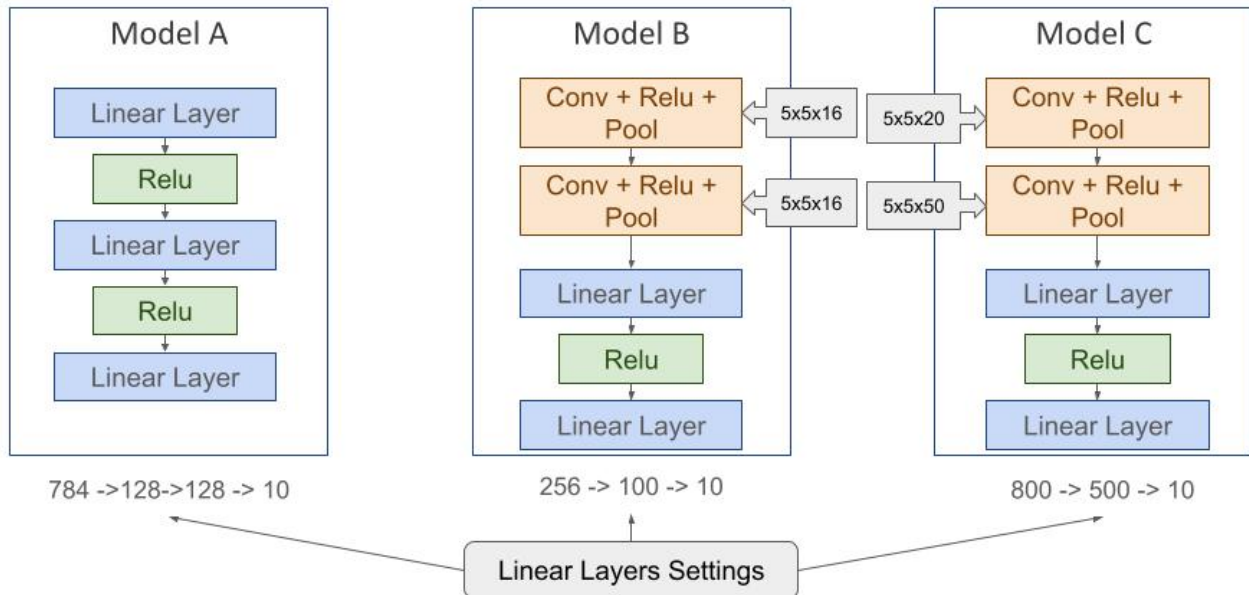 Model A
Linear Layer
Relu
Linear Layer
Relu
Linear Layer
784 ->128->128 -> 10
Model B
Conv + Relu +
Pool
5x5x16
Conv + Relu +
Pool
5x5x16
Linear Layer
Relu
Linear Layer
256 -> 100 -> 10
Model C
5x5x20
Conv + Relu +
Pool
5x5x50
Conv + Relu +
Pool
Linear Layer
Relu
Linear Layer
800 -> 500 -> 10
Linear Layers Settings